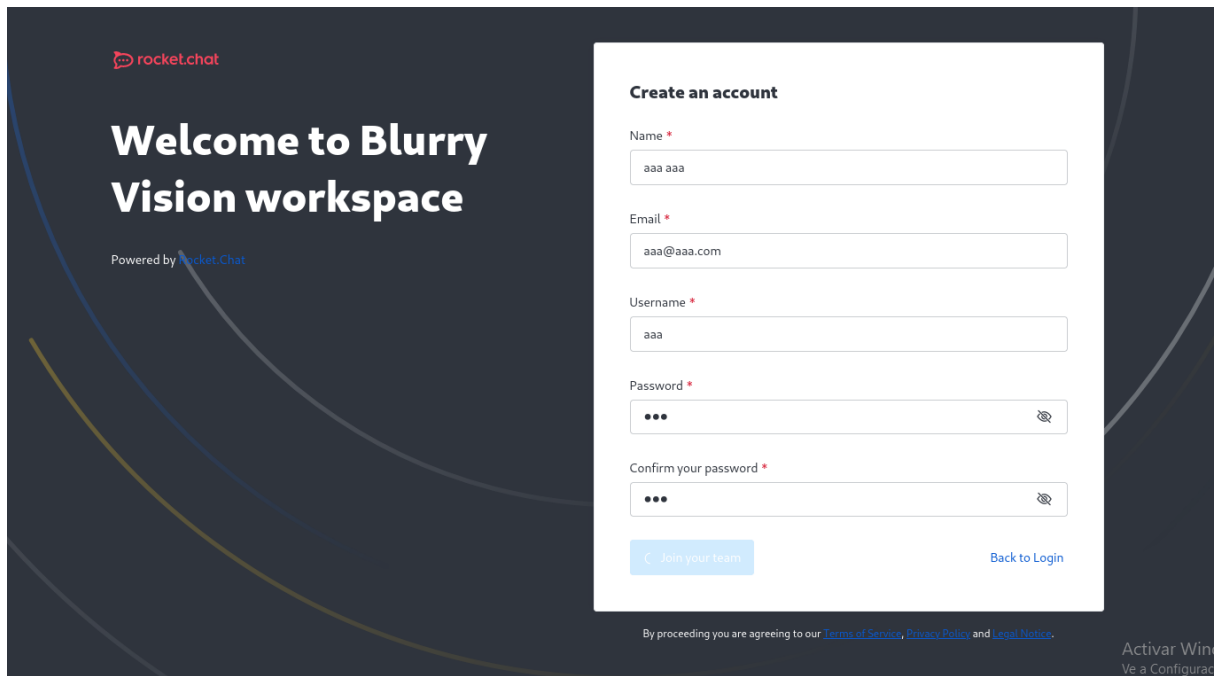 rocket.chat
Welcome to Blurry
Vision workspace
Powered by Rocket.Chat
Create an account
Name *
aaa aaa
Email *
aaa@aaa.com
Username *
aaa
Password *
•••
Confirm your password *
•••
Join your team
Back to Login
By proceeding you are agreeing to our Terms of Service, Privacy Policy and Legal Notice.
Activar Win
Ve a Configurac